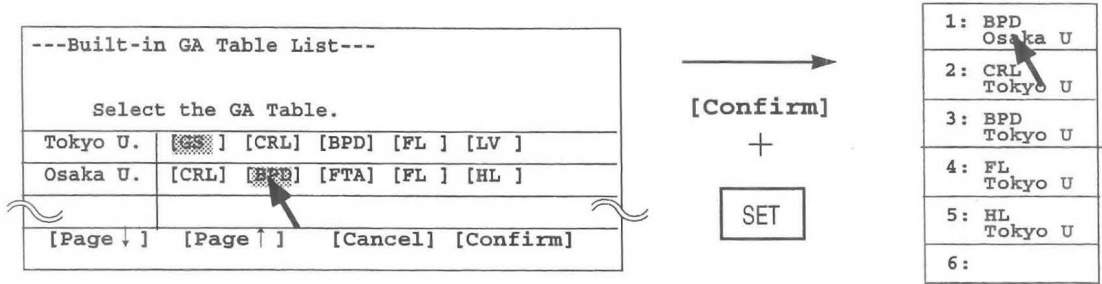 ---Built-in GA Table List---
Select the GA Table.
Tokyo U. [GS ] [CRL] [BPD] [FL ] [LV ]
Osaka U. [CRL] [BPD] [FTA] [FL ] [HL ]
[Page↓ ] [Page↑ ] [Cancel] [Confirm]
[Confirm]
+
SET
1: BPD
Osaka U
2: CRL
Tokyo U
3: BPD
Tokyo U
4: FL
Tokyo U
5: HL
Tokyo U
6: